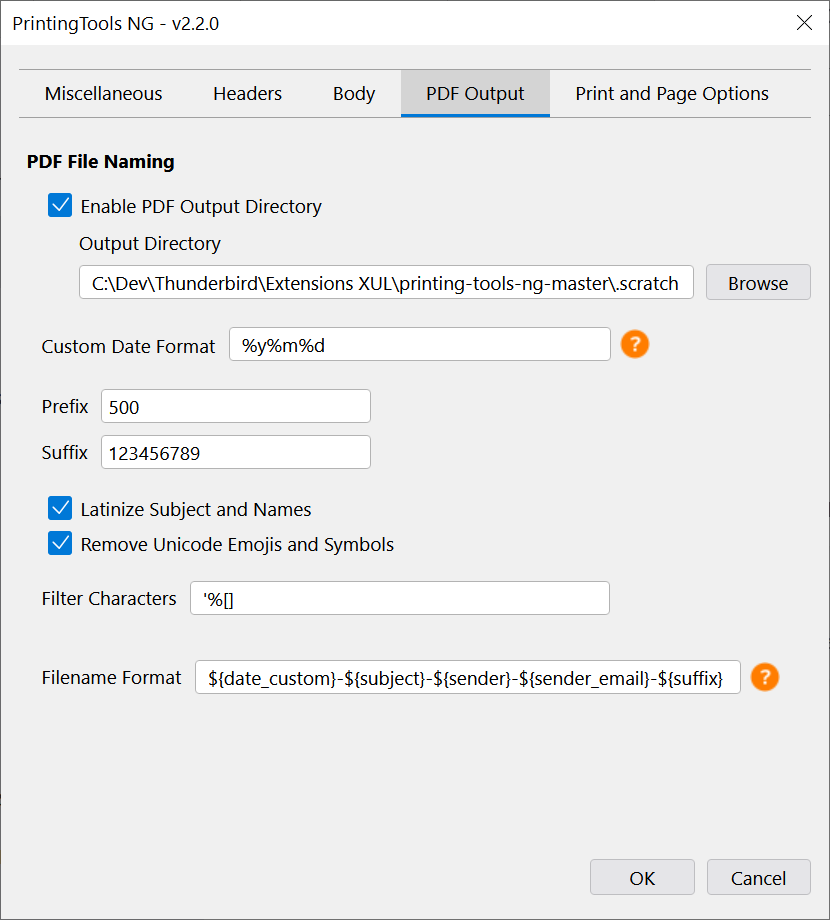 PrintingTools NG - v2.2.0
Miscellaneous Headers Body PDF Output Print and Page Options
PDF File Naming
Enable PDF Output Directory
Output Directory
C:\Dev\Thunderbird\Extensions XUL\printing-tools-ng-master\.scratch Browse
Custom Date Format %y%m%d ?
Prefix 500
Suffix 123456789
Latinize Subject and Names
Remove Unicode Emojis and Symbols
Filter Characters '%[]
Filename Format ${date_custom}-${subject}-${sender}-${sender_email}-${suffix} ?
OK Cancel